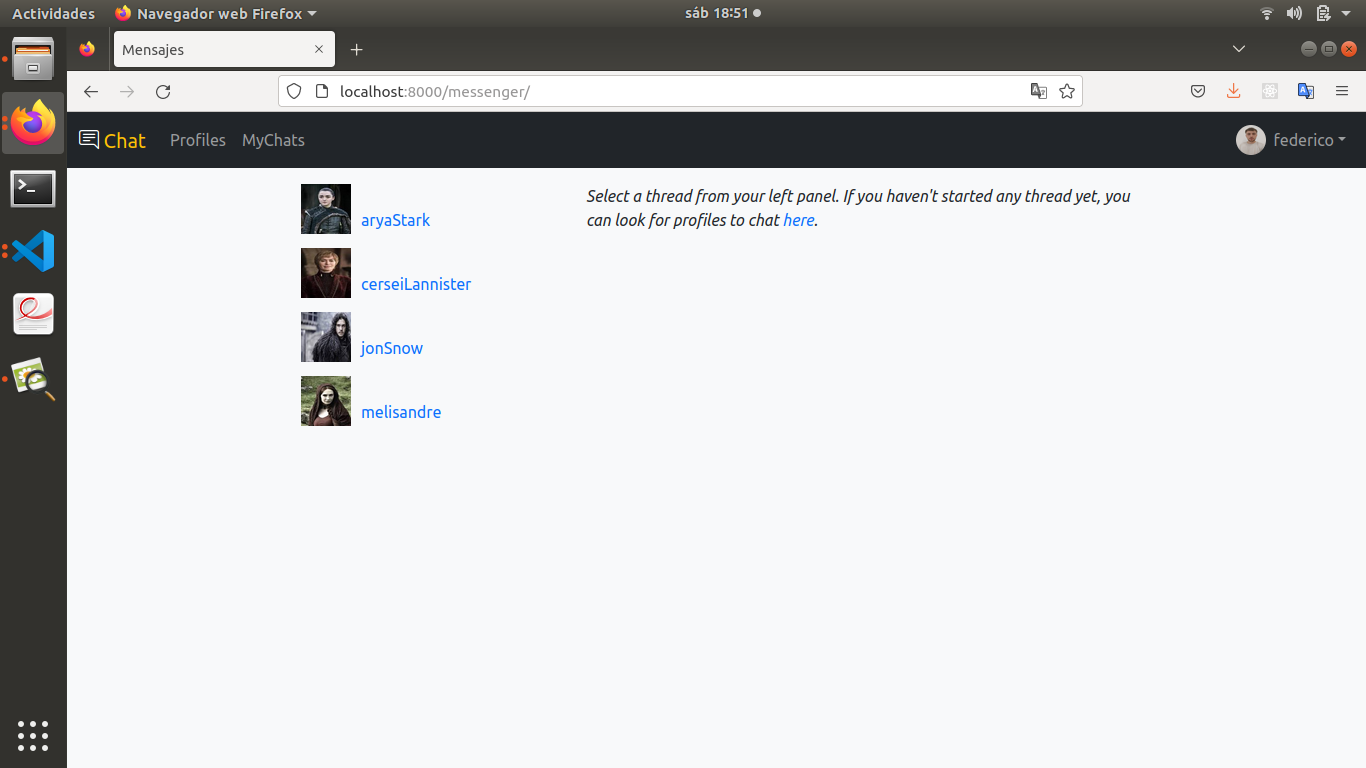 Actividades Navegador web Firefox sáb 18:51
Mensajes
localhost:8000/messenger/
Chat Profiles MyChats federico
aryaStark
Select a thread from your left panel. If you haven't started any thread yet, you
can look for profiles to chat here.
cerseiLannister
jonSnow
melisandre